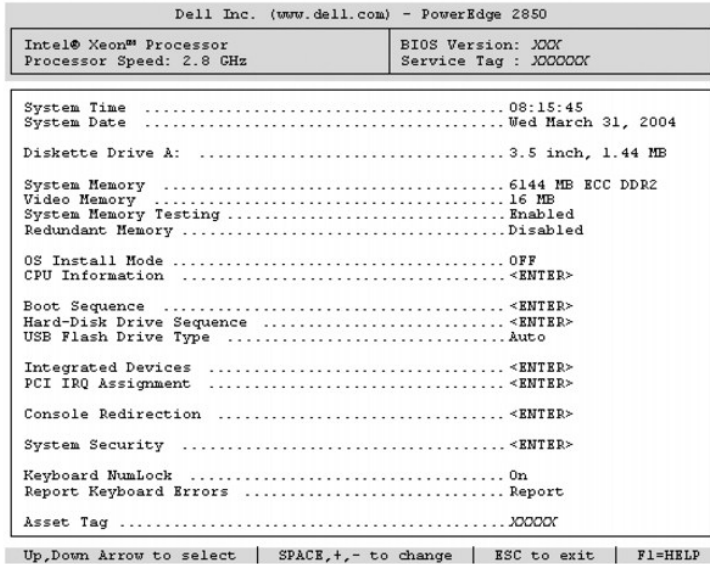 Dell Inc. (www.dell.com) - PowerEdge 2850
Intel® Xeon™ Processor
Processor Speed: 2.8 GHz
BIOS Version: XXX
Service Tag : XXXXXX
System Time ........................................ 08:15:45
System Date ........................................ Wed March 31, 2004
Diskette Drive A: .................................. 3.5 inch, 1.44 MB
System Memory ...................................... 6144 MB ECC DDR2
Video Memory ....................................... 16 MB
System Memory Testing .............................. Enabled
Redundant Memory ................................... Disabled
OS Install Mode .................................... OFF
CPU Information .................................... <ENTER>
Boot Sequence ...................................... <ENTER>
Hard-Disk Drive Sequence ........................... <ENTER>
USB Flash Drive Type ............................... Auto
Integrated Devices ................................. <ENTER>
PCI IRQ Assignment ................................. <ENTER>
Console Redirection ................................ <ENTER>
System Security .................................... <ENTER>
Keyboard NumLock ................................... On
Report Keyboard Errors ............................. Report
Asset Tag .......................................... XXXXX
Up,Down Arrow to select | SPACE,+,- to change | ESC to exit | F1=HELP